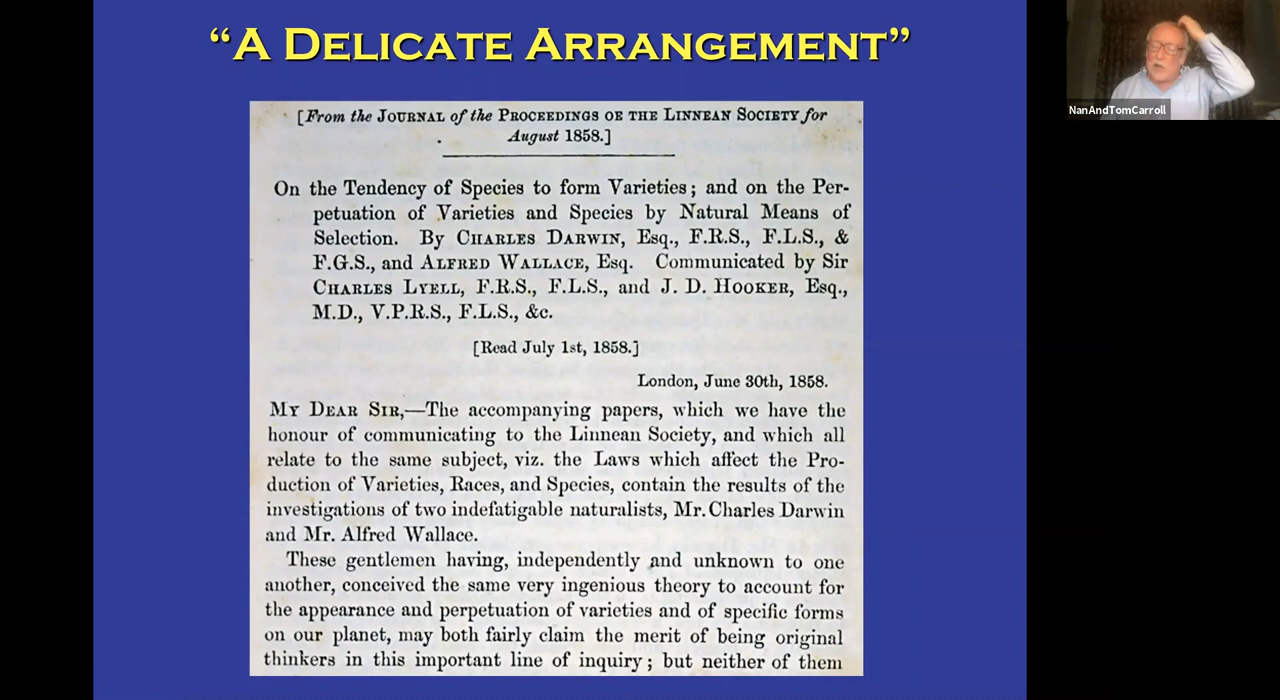 “A DELICATE ARRANGEMENT”
[From the JOURNAL of the PROCEEDINGS OF THE LINNEAN SOCIETY for
August 1858.]
On the Tendency of Species to form Varieties; and on the Per-
petuation of Varieties and Species by Natural Means of
Selection. By CHARLES DARWIN, Esq., F.R.S., F.L.S., &
F.G.S., and ALFRED WALLACE, Esq. Communicated by Sir
CHARLES LYELL, F.R.S., F.L.S., and J. D. HOOKER, Esq.,
M.D., V.P.R.S., F.L.S., &c.
[Read July 1st, 1858.]
London, June 30th, 1858.
MY DEAR SIR,—The accompanying papers, which we have the
honour of communicating to the Linnean Society, and which all
relate to the same subject, viz. the Laws which affect the Pro-
duction of Varieties, Races, and Species, contain the results of the
investigations of two indefatigable naturalists, Mr. Charles Darwin
and Mr. Alfred Wallace.
These gentlemen having, independently and unknown to one
another, conceived the same very ingenious theory to account for
the appearance and perpetuation of varieties and of specific forms
on our planet, may both fairly claim the merit of being original
thinkers in this important line of inquiry; but neither of them
NanAndTomCarroll